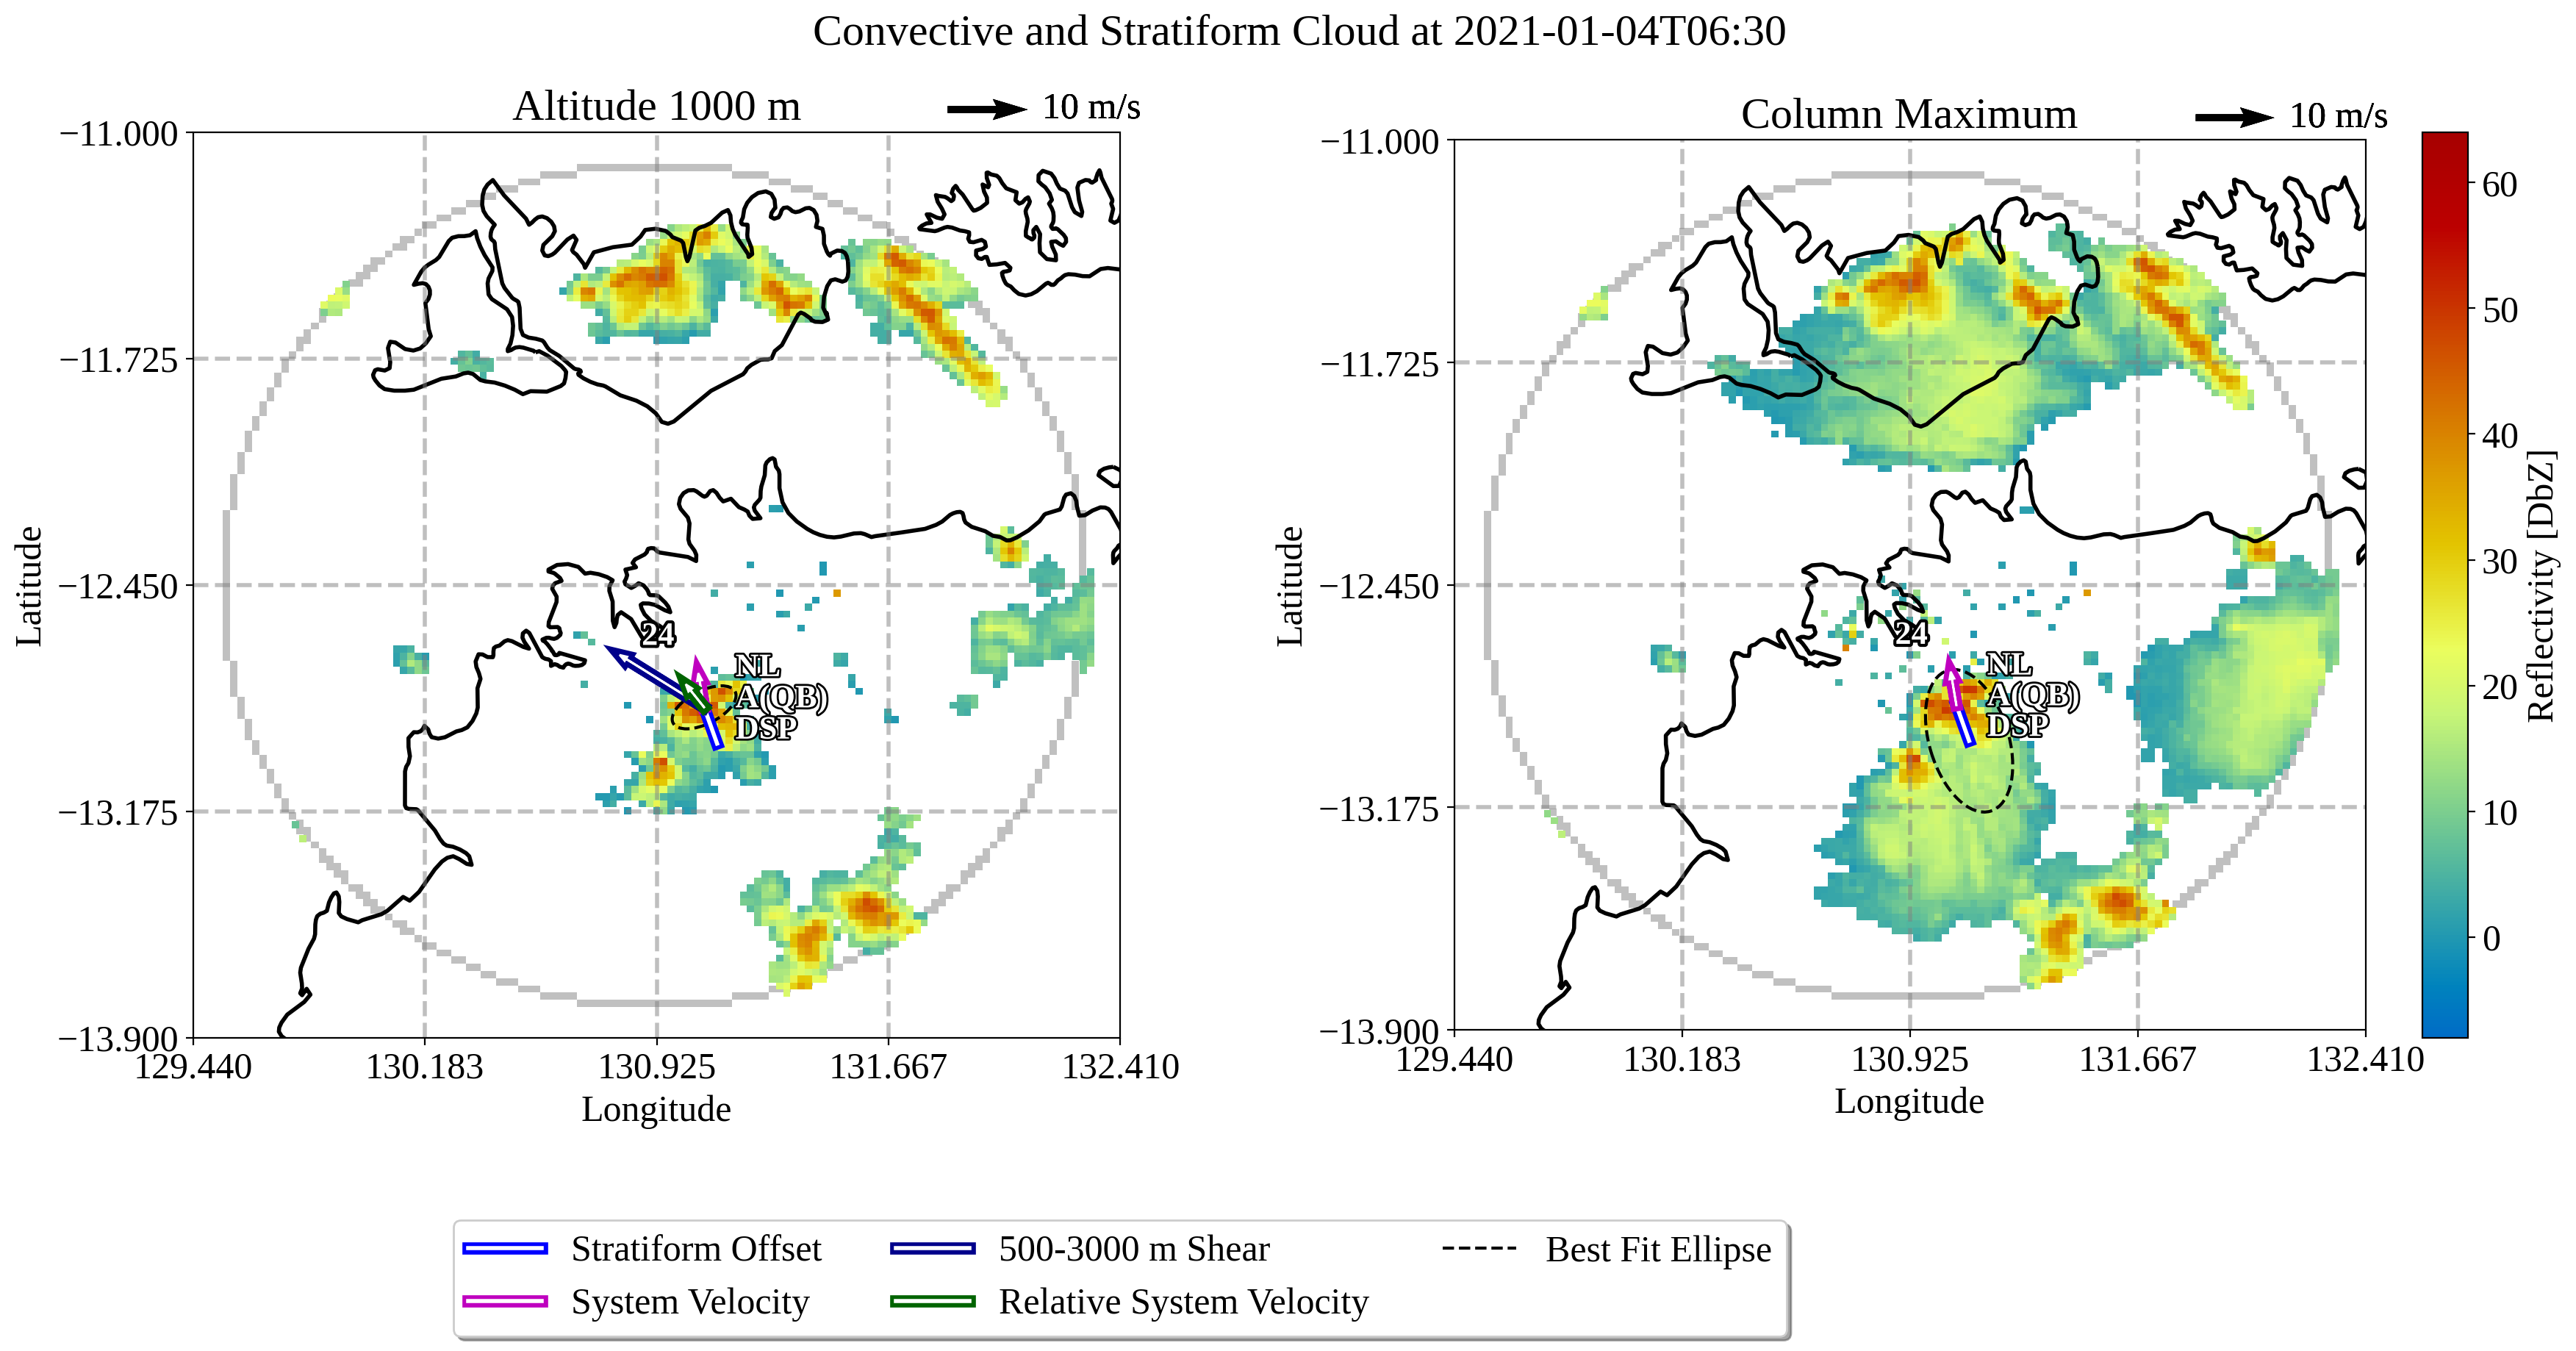 Convective and Stratiform Cloud at 2021-01-04T06:30
Altitude 1000 m
10 m/s
−11.000
−11.725
−12.450
−13.175
−13.900
Latitude
129.440
130.183
130.925
131.667
132.410
Longitude
24
NL
A(QB)
DSP
Column Maximum
10 m/s
−11.000
−11.725
−12.450
−13.175
−13.900
Latitude
129.440
130.183
130.925
131.667
132.410
Longitude
24
NL
A(QB)
DSP
60
50
40
30
20
10
0
Reflectivity [DbZ]
Stratiform Offset
System Velocity
500-3000 m Shear
Relative System Velocity
Best Fit Ellipse